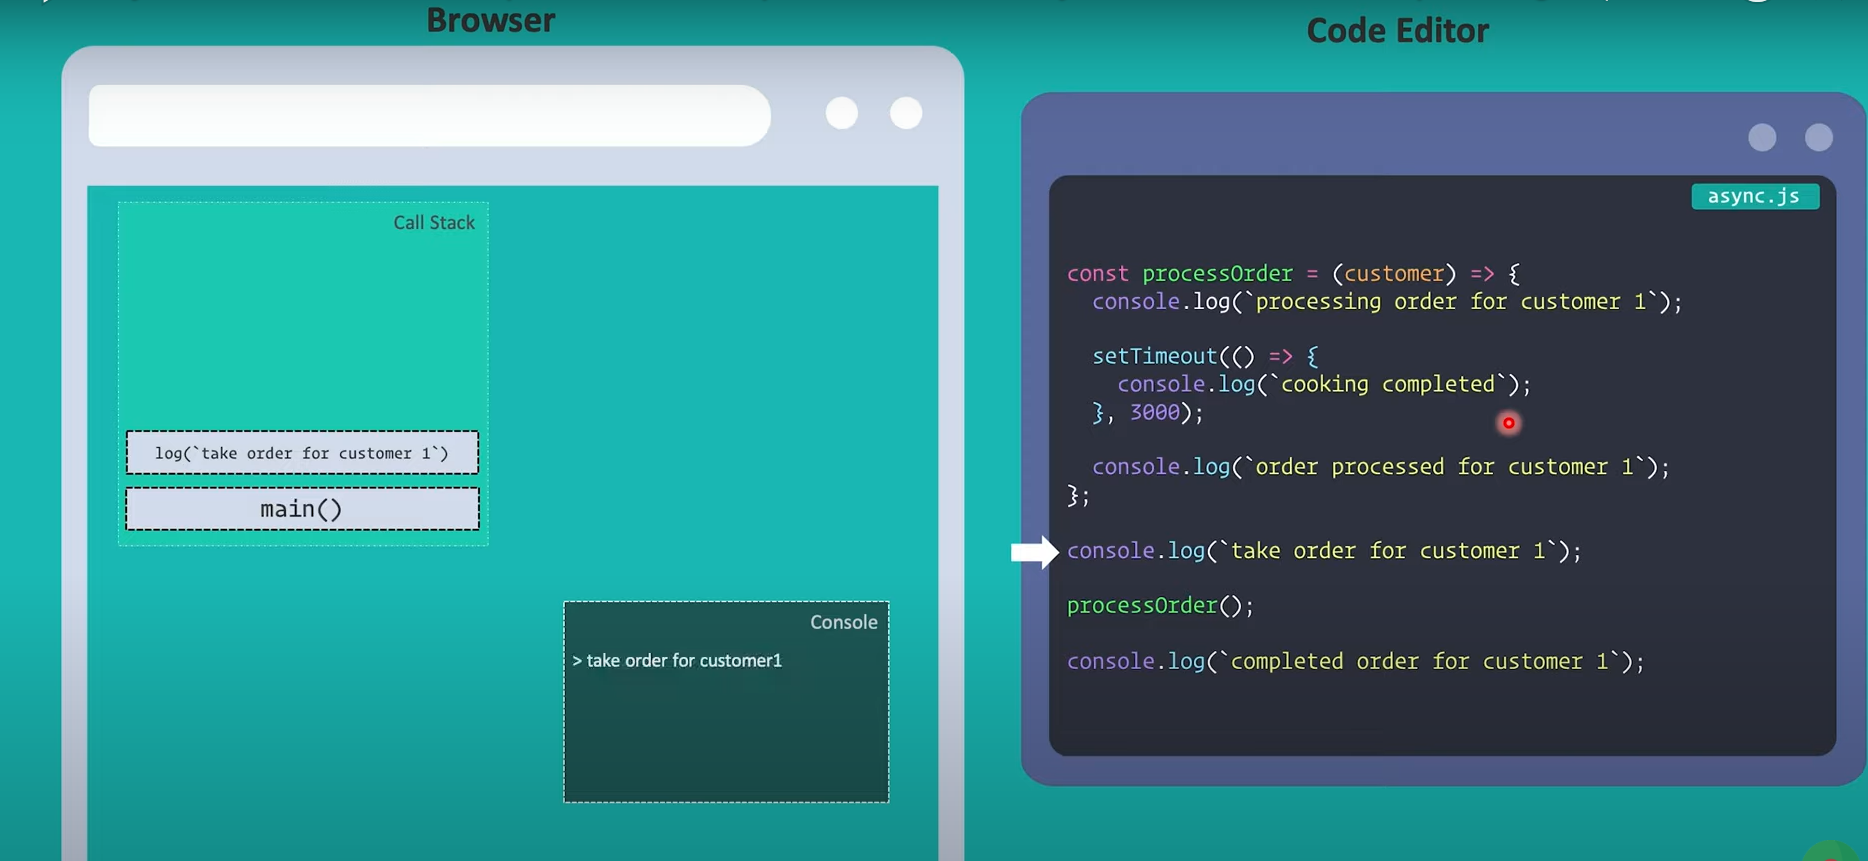 Browser
Code Editor
Call Stack
log(`take order for customer 1`)
main()
Console
> take order for customer1
async.js
const processOrder = (customer) => {
console.log(`processing order for customer 1`);
setTimeout(() => {
console.log(`cooking completed`);
}, 3000);
console.log(`order processed for customer 1`);
};
console.log(`take order for customer 1`);
processOrder();
console.log(`completed order for customer 1`);